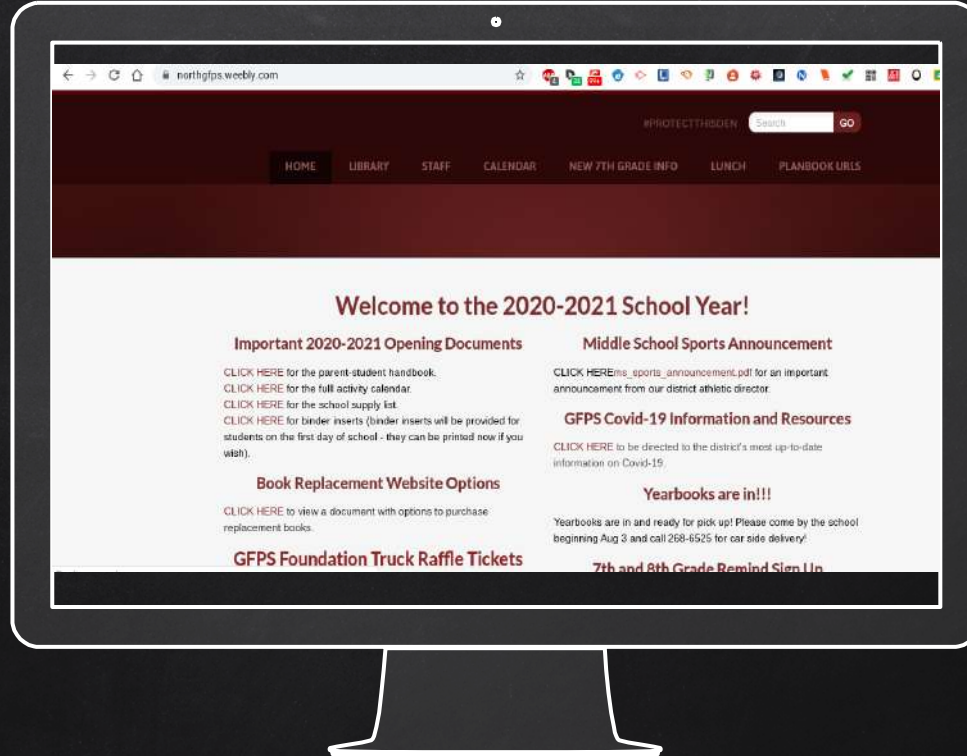 northgfps.weebly.com
#PROTECTTHISDEN
Search
GO
HOME
LIBRARY
STAFF
CALENDAR
NEW 7TH GRADE INFO
LUNCH
PLANBOOK URLS
Welcome to the 2020-2021 School Year!
Important 2020-2021 Opening Documents
CLICK HERE for the parent-student handbook.
CLICK HERE for the fulll activity calendar.
CLICK HERE for the school supply list.
CLICK HERE for binder inserts (binder inserts will be provided for
students on the first day of school - they can be printed now if you
wish).
Book Replacement Website Options
CLICK HERE to view a document with options to purchase
replacement books.
GFPS Foundation Truck Raffle Tickets
Middle School Sports Announcement
CLICK HEREms_sports_announcement.pdf for an important
announcement from our district athletic director.
GFPS Covid-19 Information and Resources
CLICK HERE to be directed to the district's most up-to-date
information on Covid-19.
Yearbooks are in!!!
Yearbooks are in and ready for pick up! Please come by the school
beginning Aug 3 and call 268-6525 for car side delivery!
7th and 8th Grade Remind Sign Up